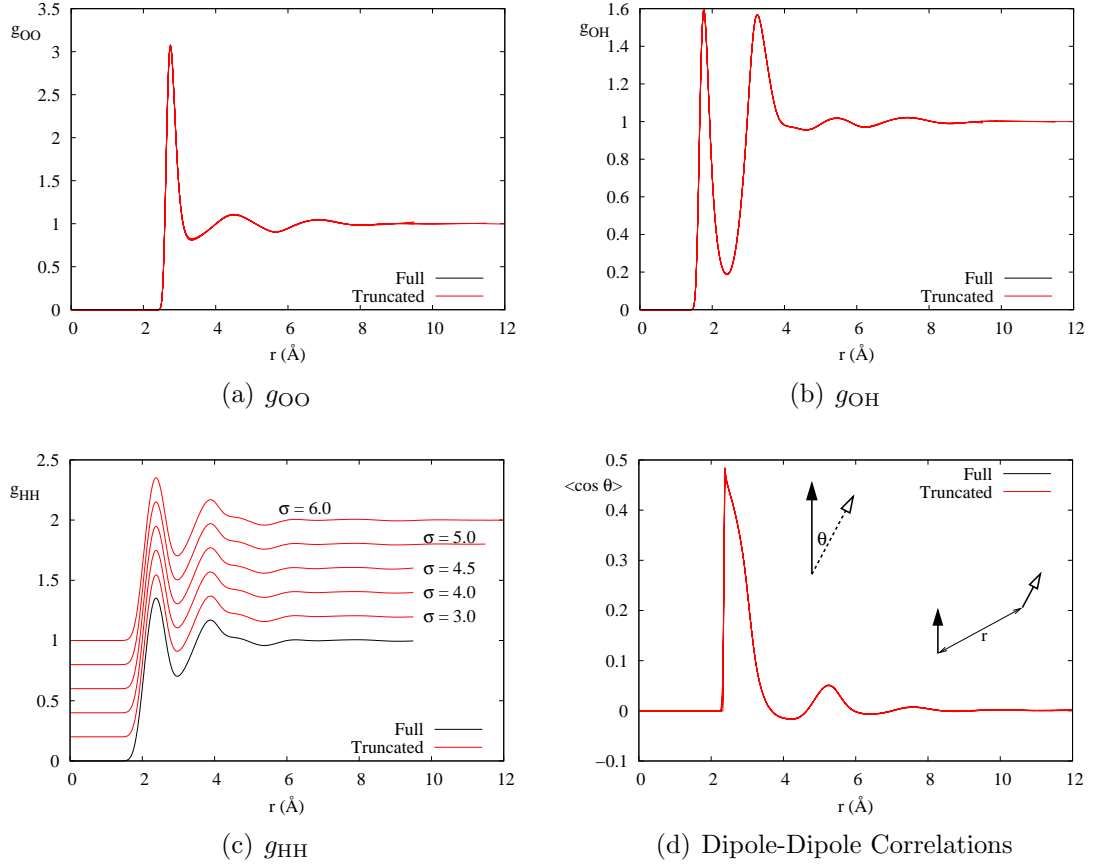 g_OO
3.5
3
2.5
2
1.5
1
0.5
0
Full
Truncated
0 2 4 6 8 10 12
r (Å)
(a) g_OO
g_OH
1.6
1.4
1.2
1
0.8
0.6
0.4
0.2
0
Full
Truncated
0 2 4 6 8 10 12
r (Å)
(b) g_OH
g_HH
2.5
2
1.5
1
0.5
0
σ = 6.0
σ = 5.0
σ = 4.5
σ = 4.0
σ = 3.0
Full
Truncated
0 2 4 6 8 10 12
r (Å)
(c) g_HH
<cos θ>
0.5
0.4
0.3
0.2
0.1
0
−0.1
Full
Truncated
θ
r
0 2 4 6 8 10 12
r (Å)
(d) Dipole-Dipole Correlations